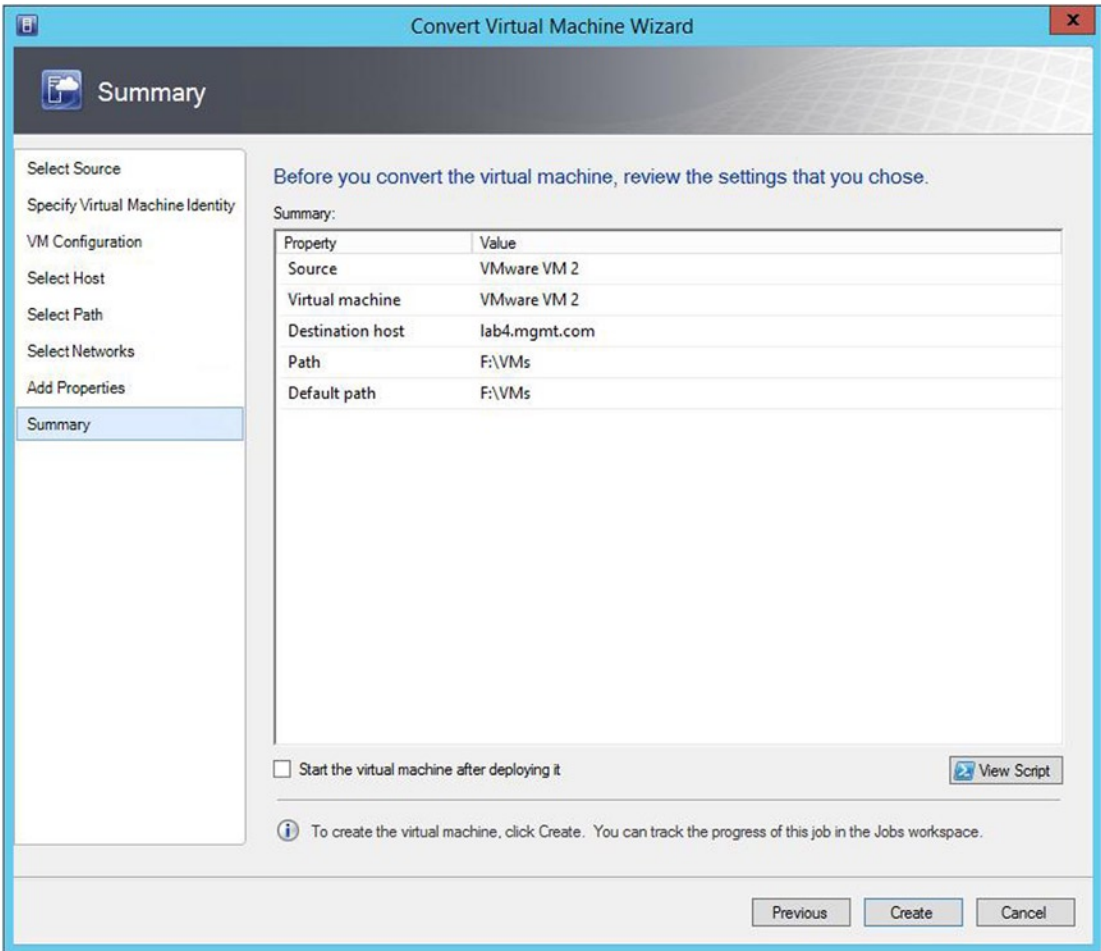 Convert Virtual Machine Wizard
x
Summary
Select Source
Specify Virtual Machine Identity
VM Configuration
Select Host
Select Path
Select Networks
Add Properties
Summary
Before you convert the virtual machine, review the settings that you chose.
Summary:
Property Value
Source VMware VM 2
Virtual machine VMware VM 2
Destination host lab4.mgmt.com
Path F:\VMs
Default path F:\VMs
Start the virtual machine after deploying it
View Script
To create the virtual machine, click Create. You can track the progress of this job in the Jobs workspace.
Previous Create Cancel